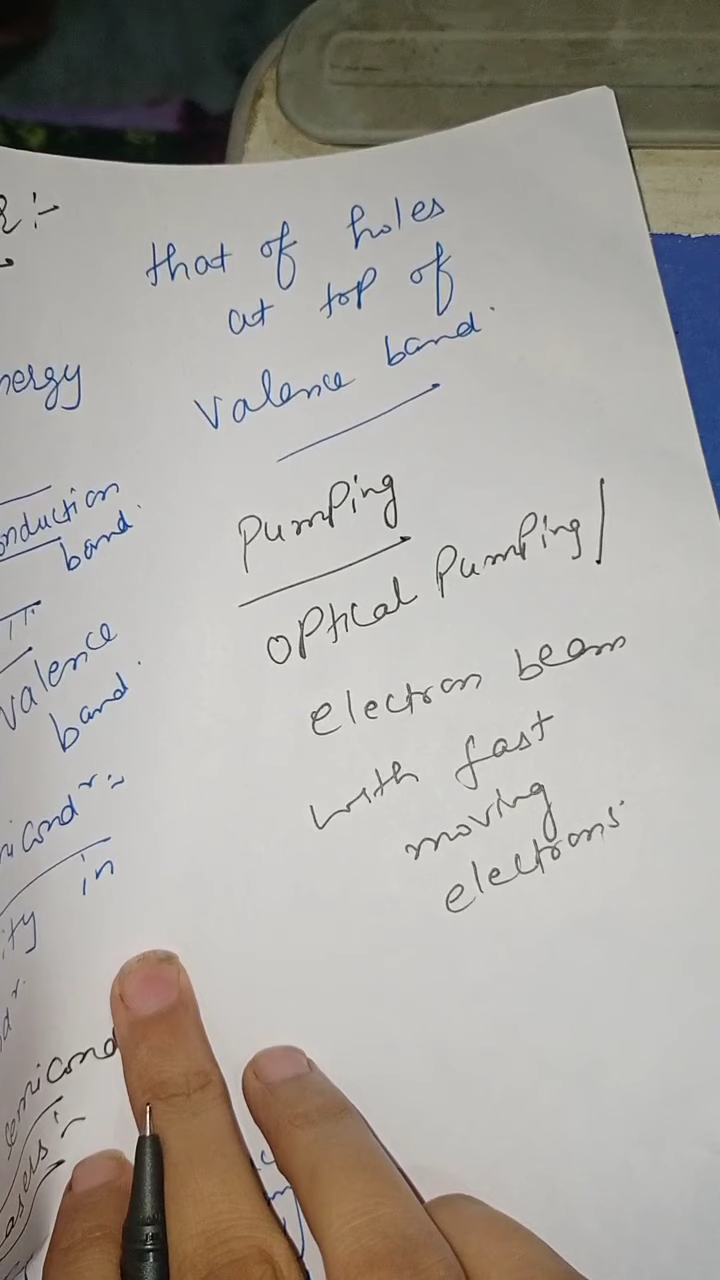 that of holes
at top of
valence band.
Pumping
Optical Pumping/
electron beam
with fast
moving
electrons.
nergy
onduction
band.
valence
band.
in
ity